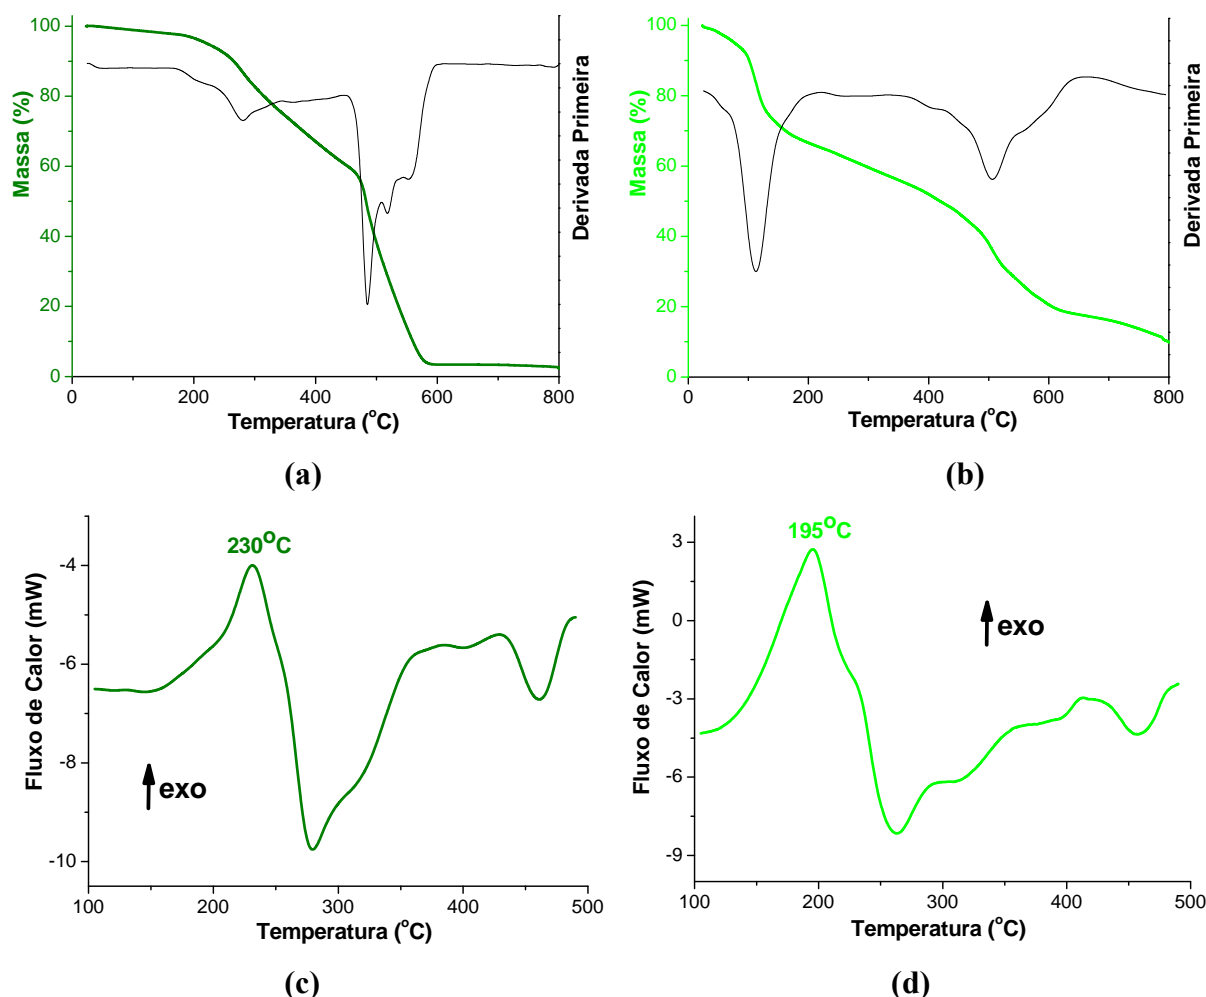 100
80
60
40
20
0
Massa (%)
Derivada Primeira
0 200 400 600 800
Temperatura (°C)
(a)
100
80
60
40
20
0
Massa (%)
Derivada Primeira
0 200 400 600 800
Temperatura (°C)
(b)
230°C
-4
-6
-8
-10
Fluxo de Calor (mW)
exo
100 200 300 400 500
Temperatura (°C)
(c)
195°C
3
0
-3
-6
-9
Fluxo de Calor (mW)
exo
100 200 300 400 500
Temperatura (°C)
(d)